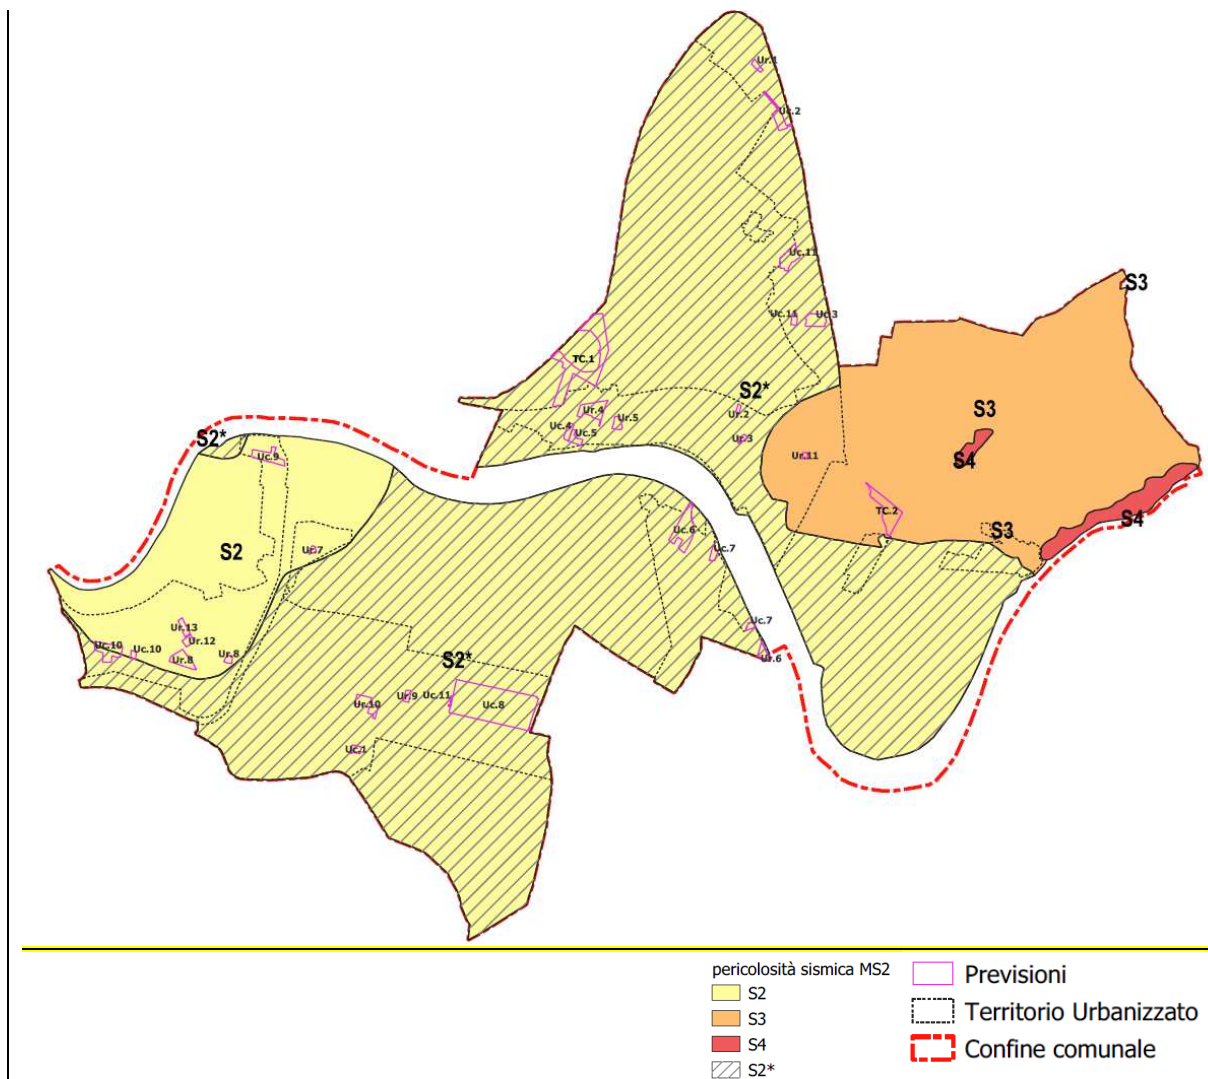 Ur.1
Uc.2
Uc.11
Uc.11
Uc.3
S3
TC.1
S2*
Ur.4
Ur.5
Ur.2
S3
Uc.4
Uc.5
Ur.3
S2*
Uc.9
Ur.11
S4
TC.2
S4
S3
Uc.6
S2
Ur.7
Uc.7
Ur.13
Uc.7
Ur.12
Uc.10
Uc.10
Ur.8
Ur.8
S2*
Ur.6
Ur.9
Uc.11
Ur.10
Uc.8
Uc.1
pericolosità sismica MS2
S2
S3
S4
S2*
Previsioni
Territorio Urbanizzato
Confine comunale